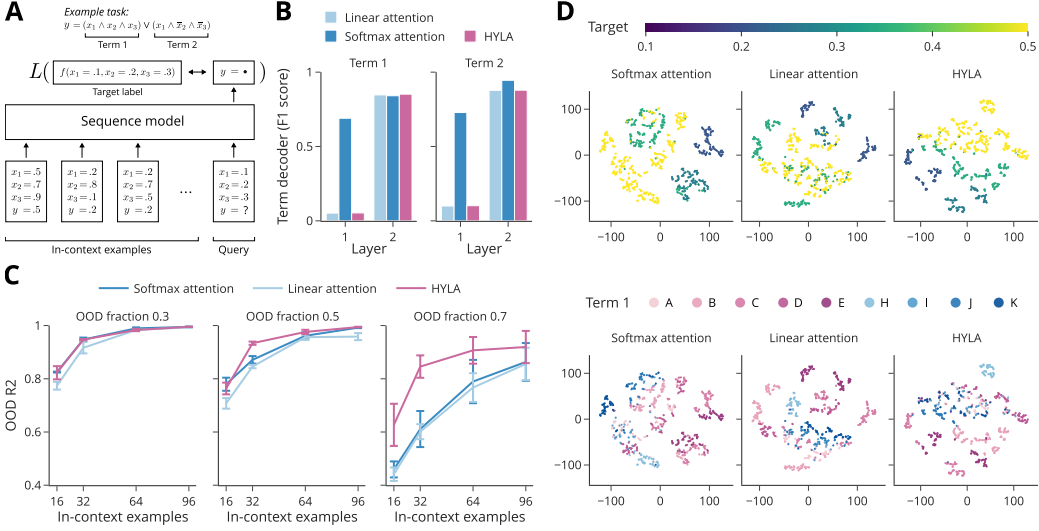 A
Example task:
y = (x₁ ∧ x₂ ∧ x₃) ∨ (x₁ ∧ x̅₂ ∧ x̅₃)
Term 1 Term 2
L( f(x₁ = .1, x₂ = .2, x₃ = .3) y = • )
Target label
Sequence model
x₁ = .5 x₁ = .2 x₁ = .2 x₁ = .1
x₂ = .7 x₂ = .8 x₂ = .7 ... x₂ = .2
x₃ = .9 x₃ = .1 x₃ = .5 x₃ = .3
y = .5 y = .2 y = .2 y = ?
In-context examples Query
B
Linear attention
Softmax attention HYLA
Term 1 Term 2
Term decoder (F1 score)
1
0.5
0
1 2 1 2
Layer Layer
C
Softmax attention Linear attention HYLA
OOD fraction 0.3 OOD fraction 0.5 OOD fraction 0.7
OOD R2
1
0.8
0.6
0.4
16 32 64 96 16 32 64 96 16 32 64 96
In-context examples In-context examples In-context examples
D
Target
0.1 0.2 0.3 0.4 0.5
Softmax attention Linear attention HYLA
100
0
−100
−100 0 100 −100 0 100 −100 0 100
Term 1 A B C D E H I J K
Softmax attention Linear attention HYLA
100
0
−100
−100 0 100 −100 0 100 −100 0 100